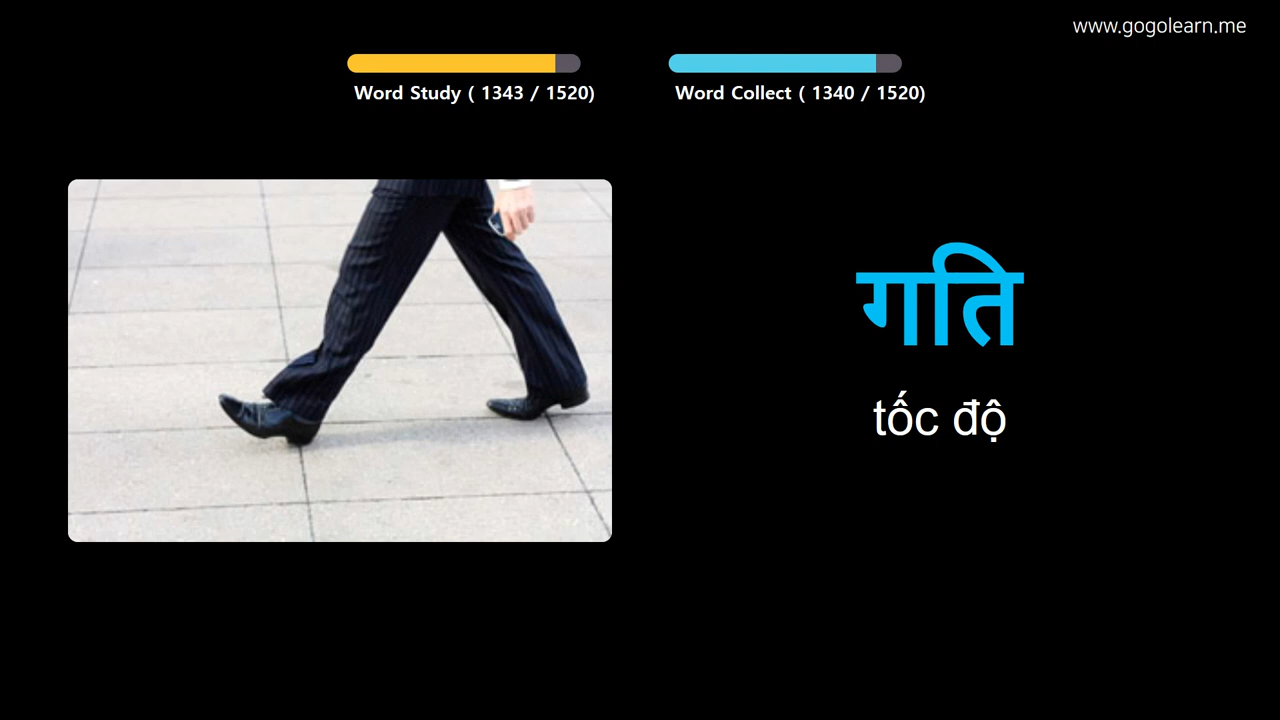 www.gogolearn.me
Word Study ( 1343 / 1520)
Word Collect ( 1340 / 1520)
गति
tốc độ